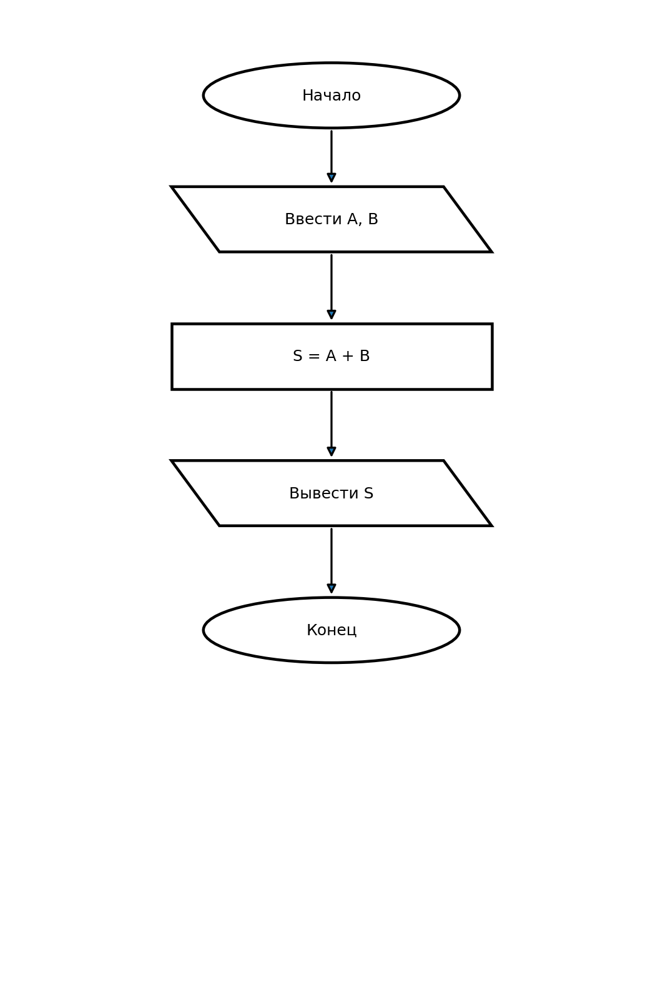 Начало
Ввести A, B
S = A + B
Вывести S
Конец